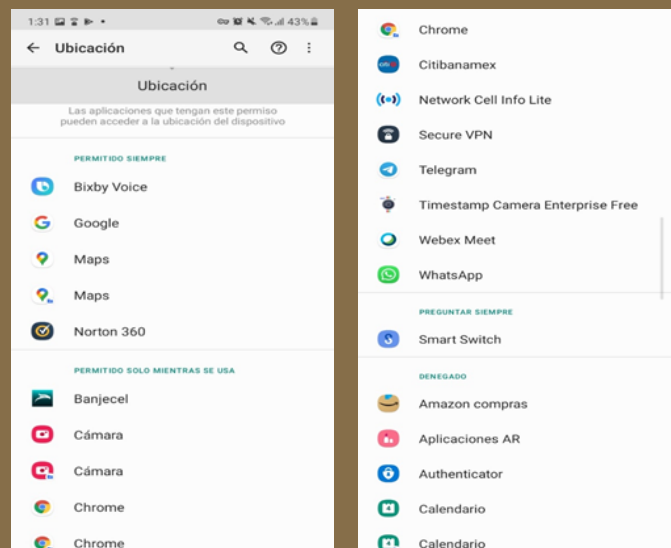 1:31
43%
Ubicación
Ubicación
Las aplicaciones que tengan este permiso
pueden acceder a la ubicación del dispositivo
PERMITIDO SIEMPRE
Bixby Voice
Google
Maps
Maps
Norton 360
PERMITIDO SOLO MIENTRAS SE USA
Banjecel
Cámara
Cámara
Chrome
Chrome
Chrome
citi
Citibanamex
Network Cell Info Lite
Secure VPN
Telegram
Timestamp Camera Enterprise Free
Webex Meet
WhatsApp
PREGUNTAR SIEMPRE
Smart Switch
DENEGADO
Amazon compras
Aplicaciones AR
Authenticator
Calendario
Calendario